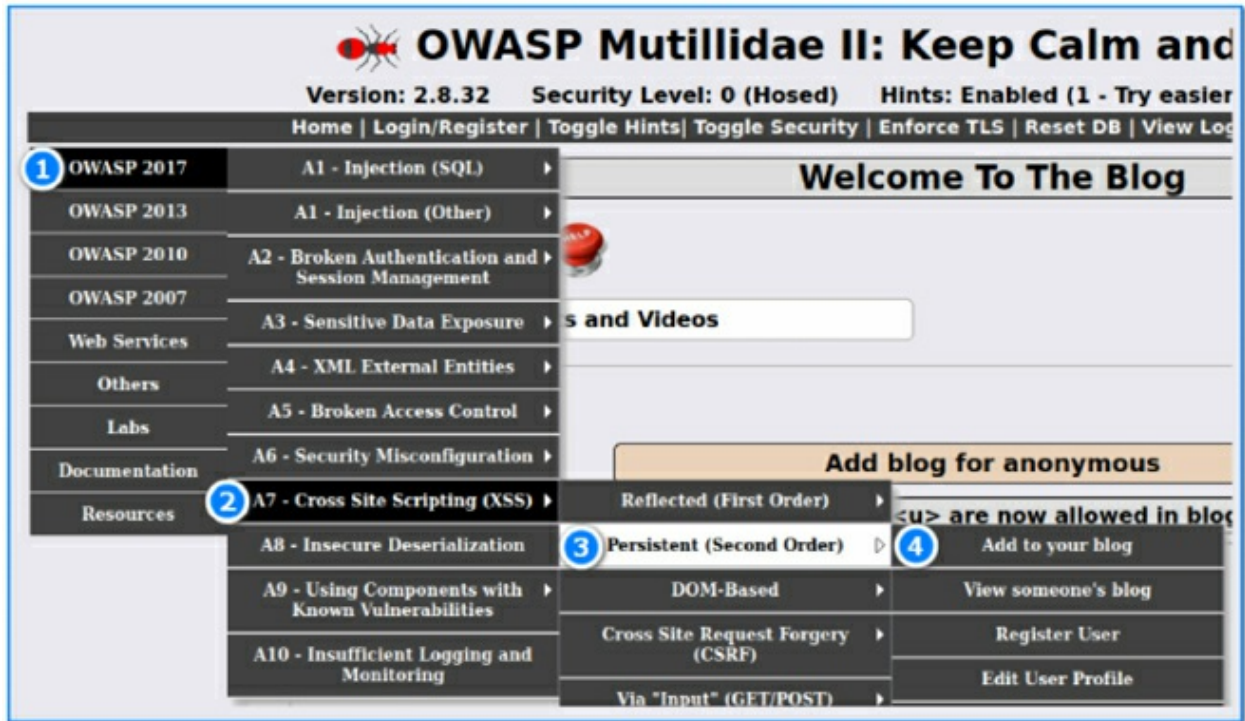 OWASP Mutillidae II: Keep Calm and
Version: 2.8.32 Security Level: 0 (Hosed) Hints: Enabled (1 - Try easier
Home | Login/Register | Toggle Hints| Toggle Security | Enforce TLS | Reset DB | View Log
1
OWASP 2017
OWASP 2013
OWASP 2010
OWASP 2007
Web Services
Others
Labs
Documentation
Resources
A1 - Injection (SQL)
A1 - Injection (Other)
A2 - Broken Authentication and
Session Management
A3 - Sensitive Data Exposure
A4 - XML External Entities
A5 - Broken Access Control
A6 - Security Misconfiguration
2
A7 - Cross Site Scripting (XSS)
A8 - Insecure Deserialization
A9 - Using Components with
Known Vulnerabilities
A10 - Insufficient Logging and
Monitoring
Reflected (First Order)
3
Persistent (Second Order)
DOM-Based
Cross Site Request Forgery
(CSRF)
Via "Input" (GET/POST)
4
Add to your blog
View someone's blog
Register User
Edit User Profile
Welcome To The Blog
HELP
s and Videos
Add blog for anonymous
<u> are now allowed in blog